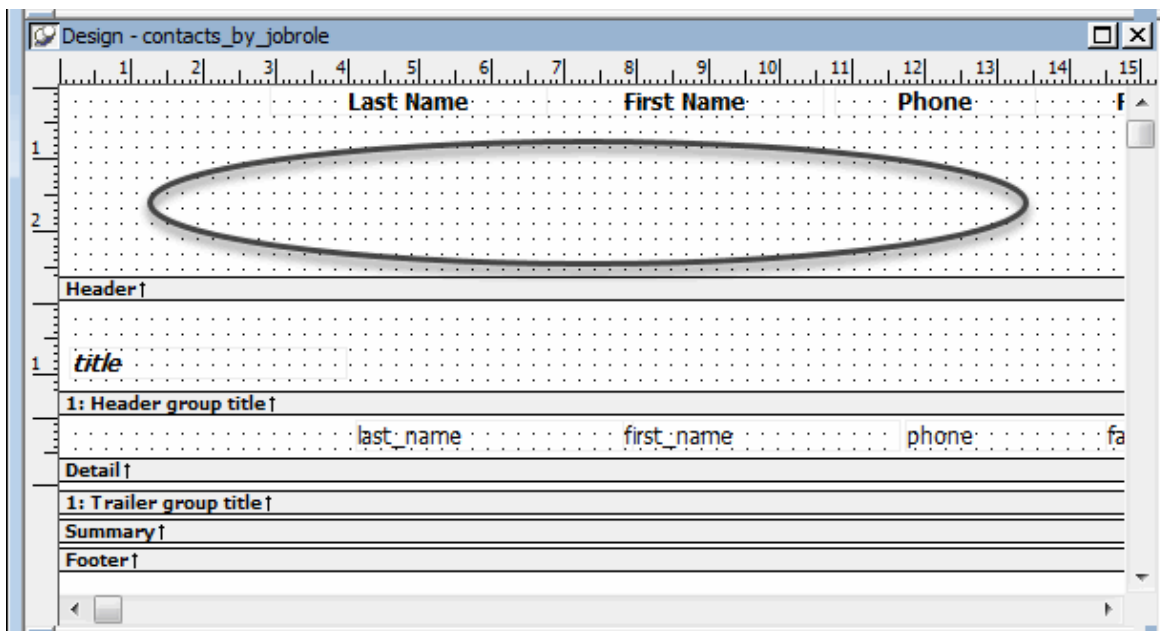 Design - contacts_by_jobrole
1 2 3 4 5 6 7 8 9 10 11 12 13 14 15
Last Name First Name Phone F
1
2
Header↑
1 title
1: Header group title↑
last_name first_name phone fa
Detail↑
1: Trailer group title↑
Summary↑
Footer↑